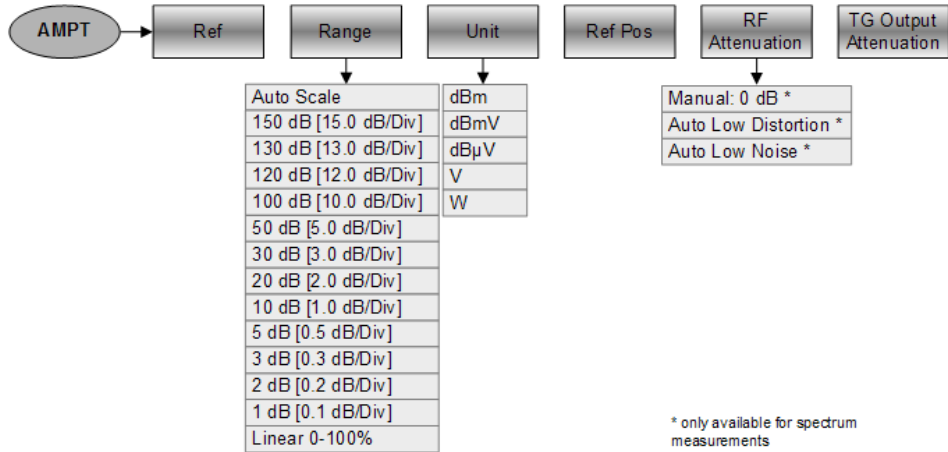 AMPT
Ref
Range
Unit
Ref Pos
RF
Attenuation
TG Output
Attenuation
Auto Scale
150 dB [15.0 dB/Div]
130 dB [13.0 dB/Div]
120 dB [12.0 dB/Div]
100 dB [10.0 dB/Div]
50 dB [5.0 dB/Div]
30 dB [3.0 dB/Div]
20 dB [2.0 dB/Div]
10 dB [1.0 dB/Div]
5 dB [0.5 dB/Div]
3 dB [0.3 dB/Div]
2 dB [0.2 dB/Div]
1 dB [0.1 dB/Div]
Linear 0-100%
dBm
dBmV
dBµV
V
W
Manual: 0 dB *
Auto Low Distortion *
Auto Low Noise *
* only available for spectrum
measurements